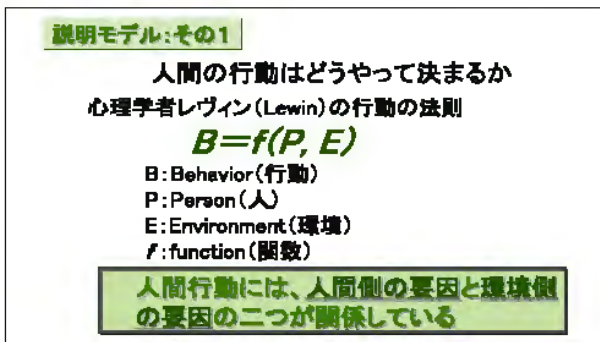 説明モデル:その1
人間の行動はどうやって決まるか
心理学者レヴィン(Lewin)の行動の法則
B=f(P, E)
B:Behavior(行動)
P:Person(人)
E:Environment(環境)
f:function(関数)
人間行動には、人間側の要因と環境側
の要因の二つが関係している